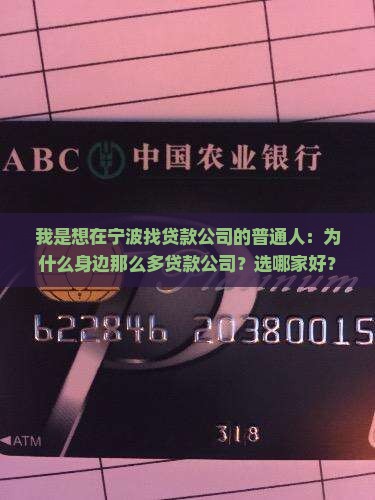 ABC 中国农业银行
我是想在宁波找贷款公司的普通人：为
什么身边那么多贷款公司？选哪家好？
622846 20380015
ATM
318